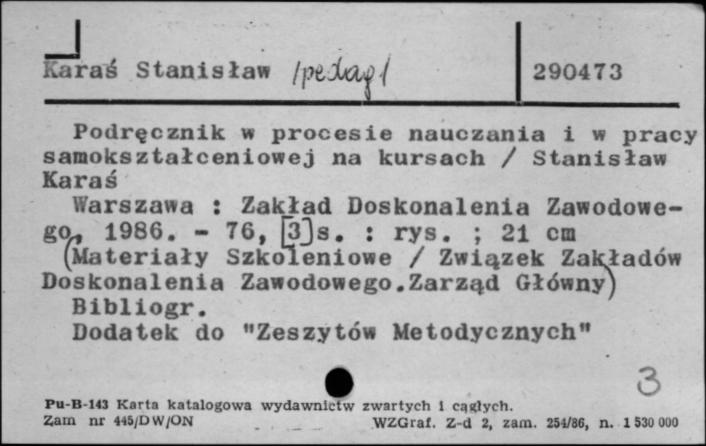 Karaś Stanisław /pedag/ 290473
Podręcznik w procesie nauczania i w pracy
samokształceniowej na kursach / Stanisław
Karaś
Warszawa : Zakład Doskonalenia Zawodowe-
go, 1986. - 76, [3]s. : rys. ; 21 cm
(Materiały Szkoleniowe / Związek Zakładów
Doskonalenia Zawodowego.Zarząd Główny)
Bibliogr.
Dodatek do "Zeszytów Metodycznych"
3
Pu-B-143 Karta katalogowa wydawnictw zwartych i ciągłych.
Zam nr 445/DW/ON WZGraf. Z-d 2, zam. 254/86, n. 1 530 000